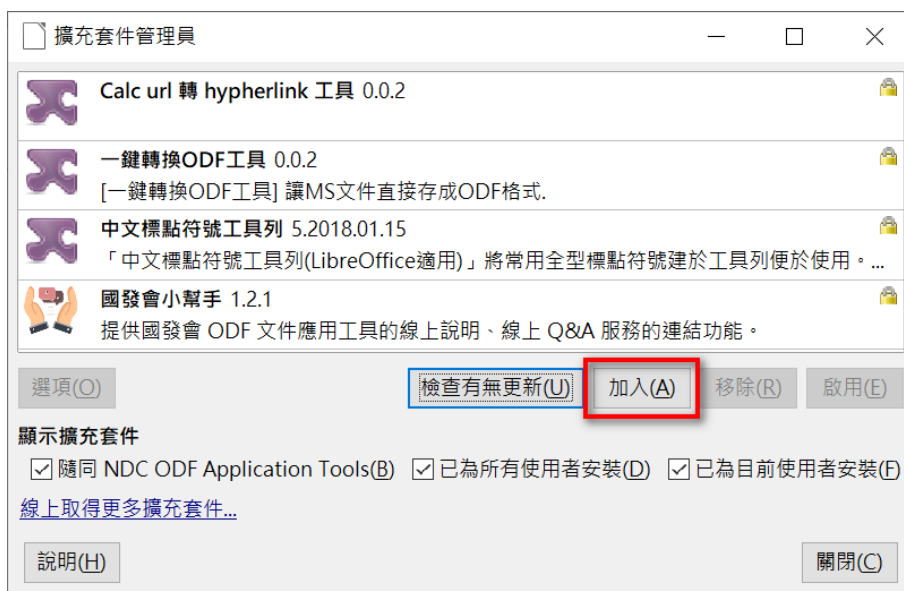 擴充套件管理員
Calc url 轉 hypherlink 工具 0.0.2
一鍵轉換ODF工具 0.0.2
[一鍵轉換ODF工具] 讓MS文件直接存成ODF格式.
中文標點符號工具列 5.2018.01.15
「中文標點符號工具列(LibreOffice適用)」將常用全型標點符號建於工具列便於使用。...
國發會小幫手 1.2.1
提供國發會 ODF 文件應用工具的線上說明、線上 Q&A 服務的連結功能。
選項(O) 檢查有無更新(U) 加入(A) 移除(R) 啟用(E)
顯示擴充套件
隨同 NDC ODF Application Tools(B) 已為所有使用者安裝(D) 已為目前使用者安裝(F)
線上取得更多擴充套件...
說明(H) 關閉(C)